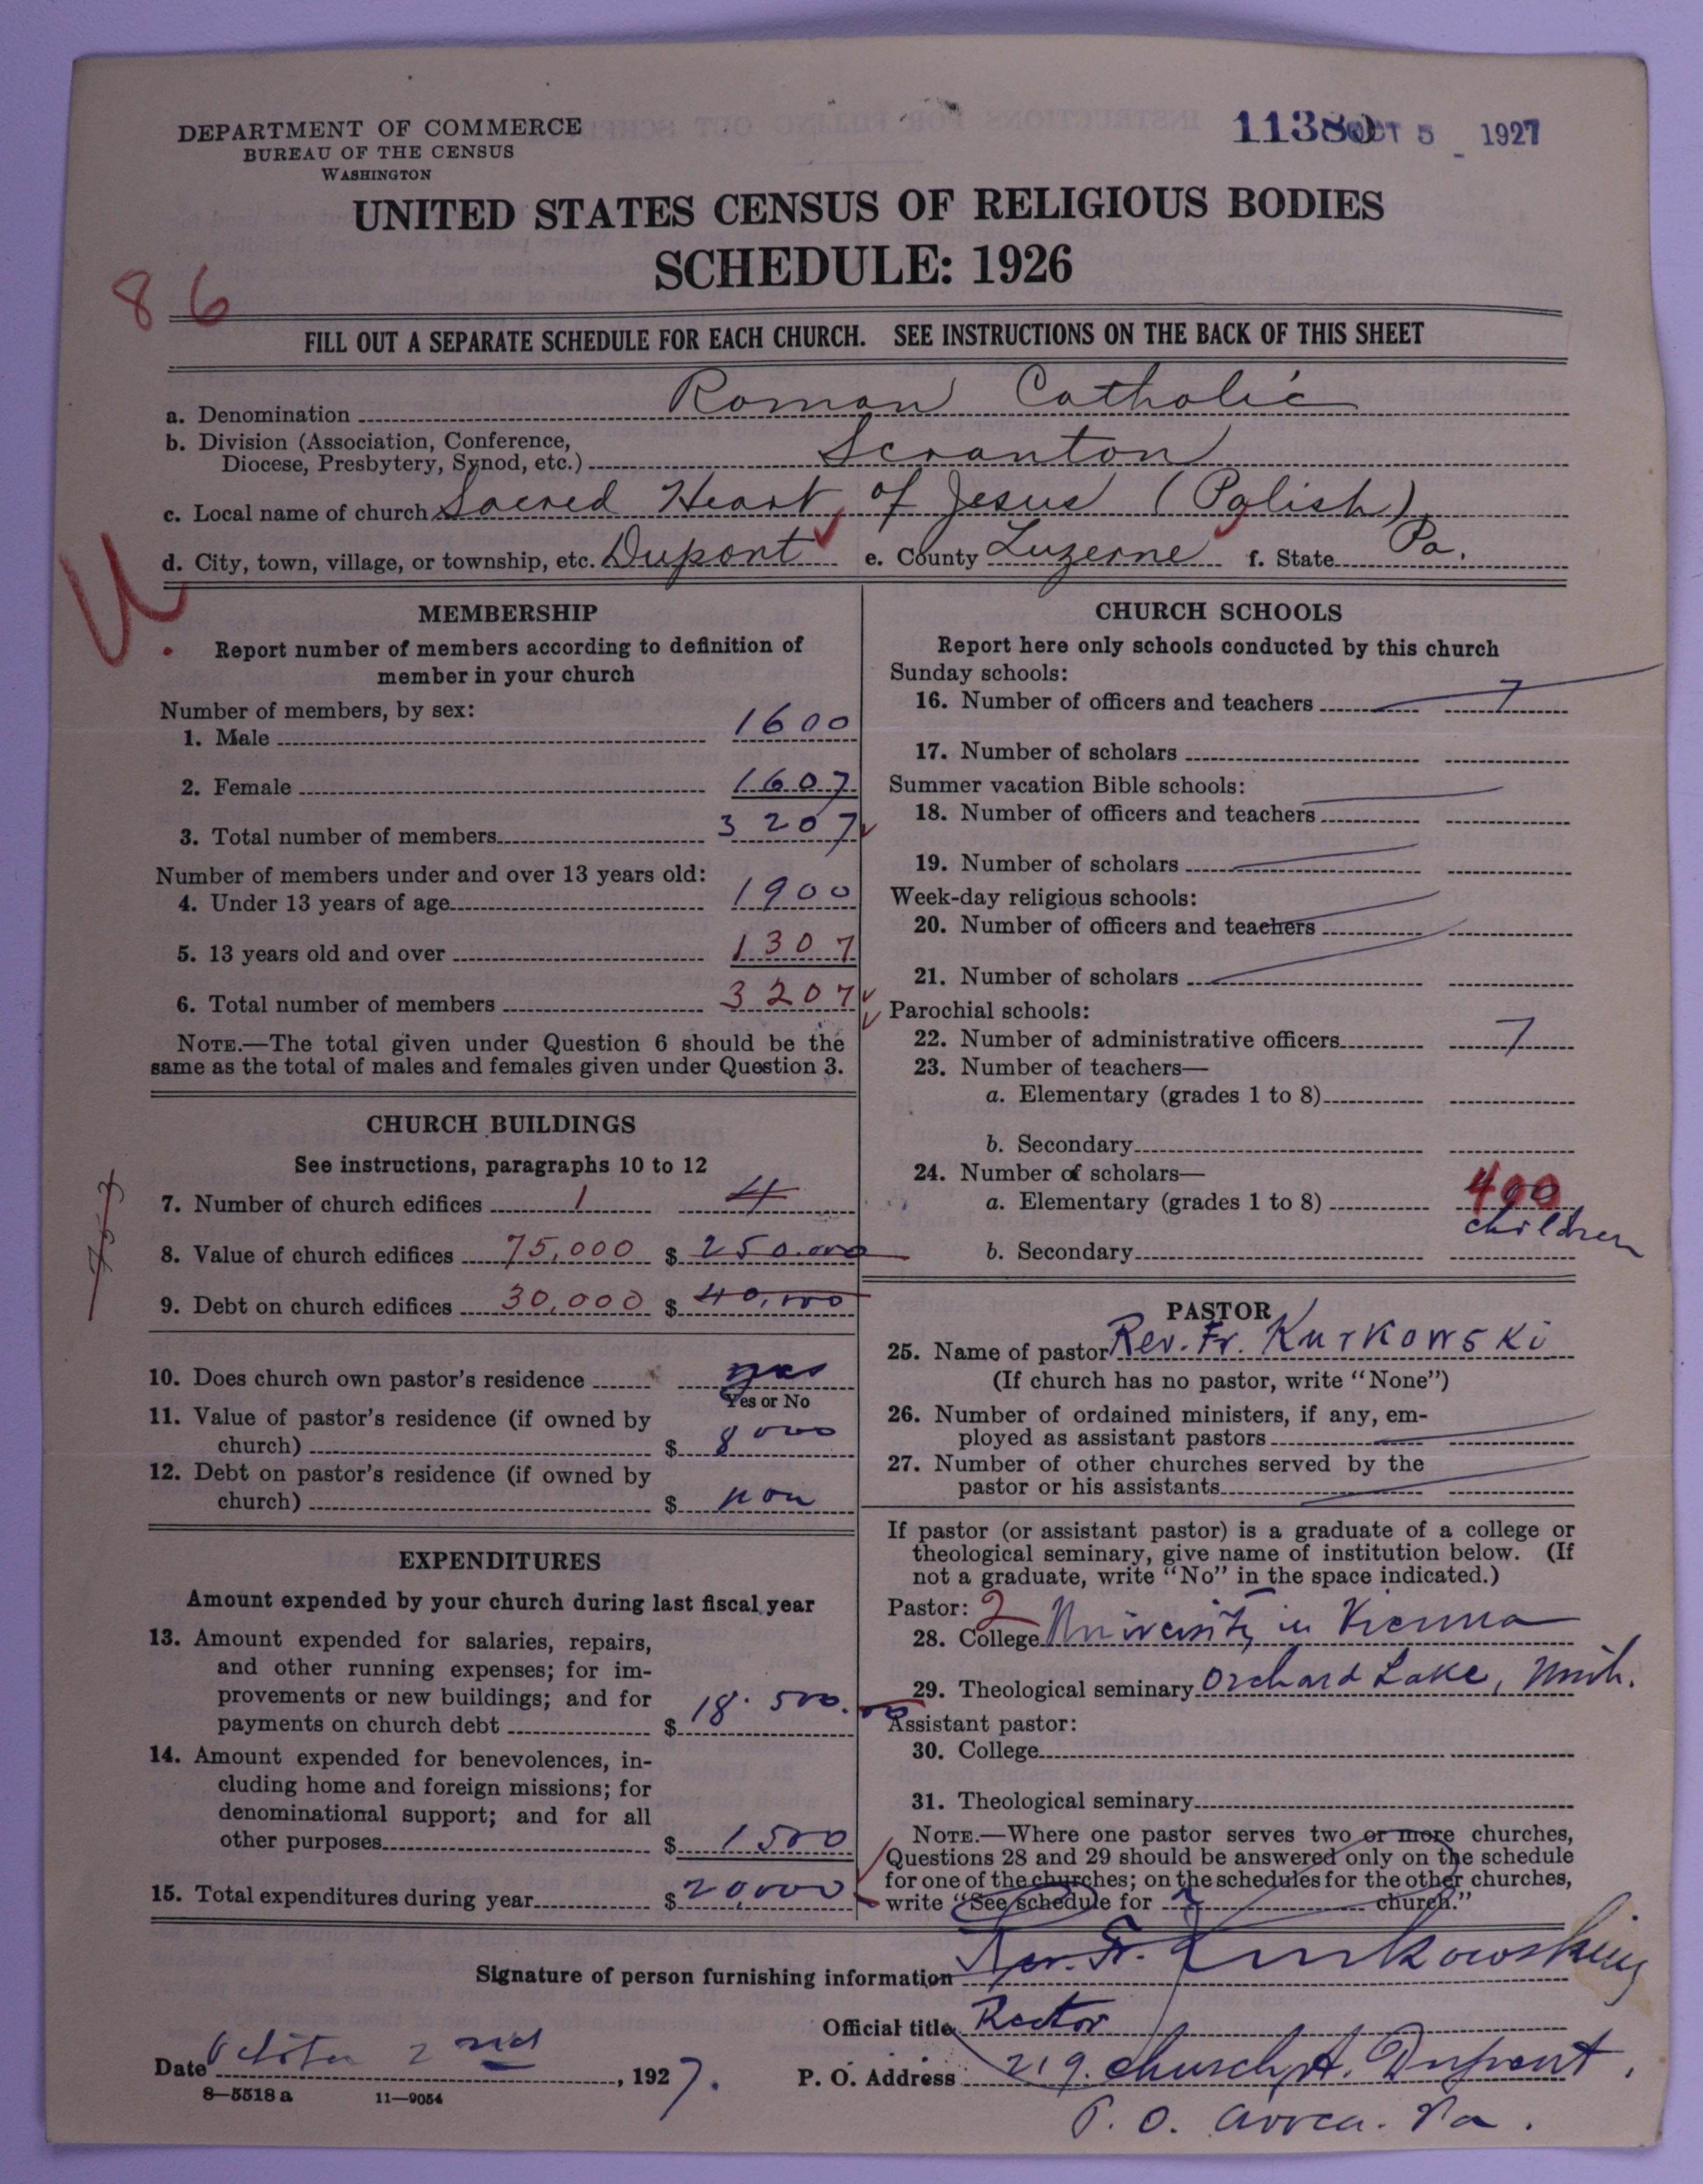 DEPARTMENT OF COMMERCE
BUREAU OF THE CENSUS
WASHINGTON
11380 OCT 5 1927
UNITED STATES CENSUS OF RELIGIOUS BODIES
SCHEDULE: 1926
86
FILL OUT A SEPARATE SCHEDULE FOR EACH CHURCH. SEE INSTRUCTIONS ON THE BACK OF THIS SHEET
a. Denomination Roman Catholic
b. Division (Association, Conference,
Diocese, Presbytery, Synod, etc.) Scranton
c. Local name of church Sacred Heart of Jesus (Polish)
d. City, town, village, or township, etc. Dupont e. County Luzerne f. State Pa.
MEMBERSHIP
Report number of members according to definition of
member in your church
Number of members, by sex:
1. Male 1600
2. Female 1607
3. Total number of members 3207
Number of members under and over 13 years old:
4. Under 13 years of age 1900
5. 13 years old and over 1307
6. Total number of members 3207
NOTE.—The total given under Question 6 should be the
same as the total of males and females given under Question 3.
CHURCH BUILDINGS
See instructions, paragraphs 10 to 12
7. Number of church edifices 1 4
8. Value of church edifices 75,000 $ 250.000
9. Debt on church edifices 30,000 $ 40,000
10. Does church own pastor's residence yes
Yes or No
11. Value of pastor's residence (if owned by
church) $ 8000
12. Debt on pastor's residence (if owned by
church) $ non
EXPENDITURES
Amount expended by your church during last fiscal year
13. Amount expended for salaries, repairs,
and other running expenses; for im-
provements or new buildings; and for
payments on church debt $ 18.500.00
14. Amount expended for benevolences, in-
cluding home and foreign missions; for
denominational support; and for all
other purposes $ 1500
15. Total expenditures during year $ 20000
CHURCH SCHOOLS
Report here only schools conducted by this church
Sunday schools:
16. Number of officers and teachers 7
17. Number of scholars
Summer vacation Bible schools:
18. Number of officers and teachers
19. Number of scholars
Week-day religious schools:
20. Number of officers and teachers
21. Number of scholars
Parochial schools:
22. Number of administrative officers 7
23. Number of teachers—
a. Elementary (grades 1 to 8)
b. Secondary
24. Number of scholars—
a. Elementary (grades 1 to 8) 400
children
b. Secondary
PASTOR
25. Name of pastor Rev. Fr. Kurkowski
(If church has no pastor, write "None")
26. Number of ordained ministers, if any, em-
ployed as assistant pastors
27. Number of other churches served by the
pastor or his assistants
If pastor (or assistant pastor) is a graduate of a college or
theological seminary, give name of institution below. (If
not a graduate, write "No" in the space indicated.)
Pastor: 2
28. College University in Vienna
29. Theological seminary Orchard Lake, Mich.
Assistant pastor:
30. College
31. Theological seminary
NOTE.—Where one pastor serves two or more churches,
Questions 28 and 29 should be answered only on the schedule
for one of the churches; on the schedules for the other churches,
write "See schedule for church."
Signature of person furnishing information Rev. Fr. Kurkowski
Official title Rector
Date October 2nd, 1927.
P. O. Address 219. Church St. Dupont,
P. O. Avoca. Pa.
8—5518 a 11—9054